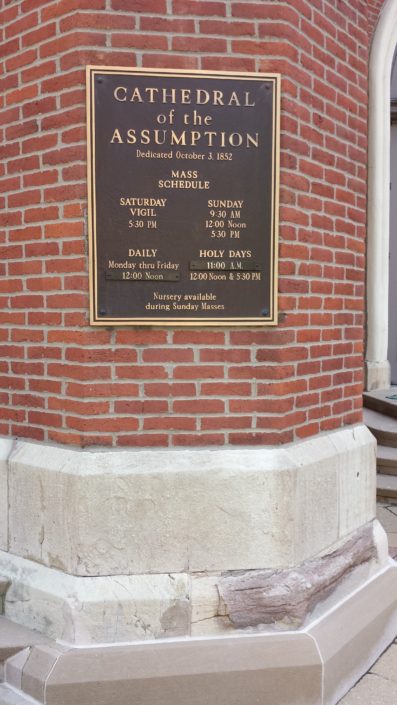 CATHEDRAL
of the
ASSUMPTION
Dedicated October 3, 1852
MASS
SCHEDULE
SATURDAY
VIGIL
5:30 PM
SUNDAY
9:30 AM
12:00 Noon
5:30 PM
DAILY
Monday thru Friday
12:00 Noon
HOLY DAYS
11:00 A.M.
12:00 Noon & 5:30 PM
Nursery available
during Sunday Masses